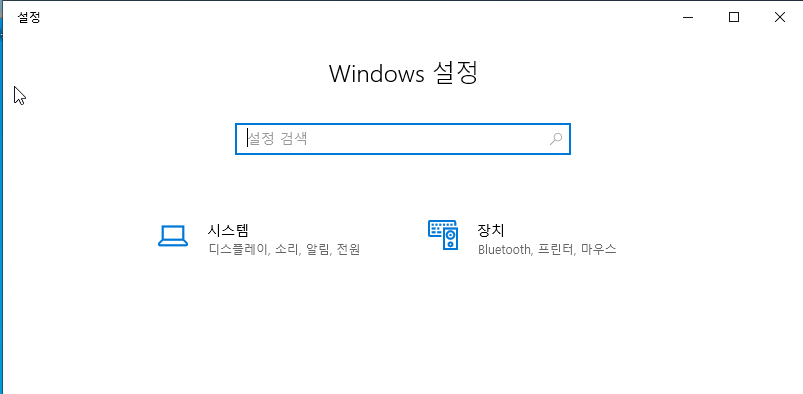 설정
Windows 설정
설정 검색
시스템
디스플레이, 소리, 알림, 전원
장치
Bluetooth, 프린터, 마우스